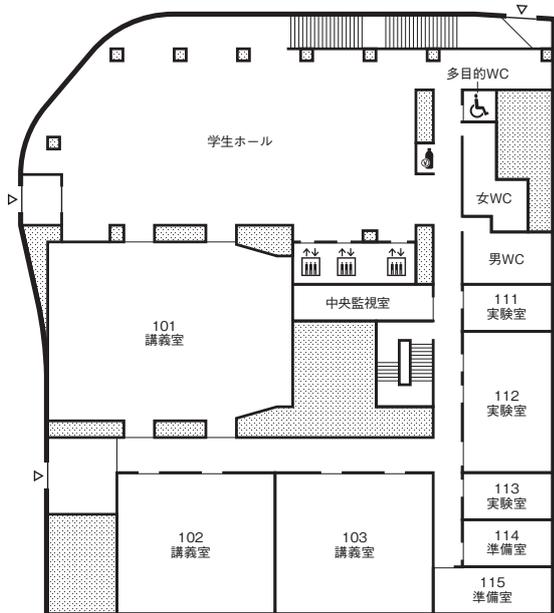 多目的WC
学生ホール
女WC
男WC
中央監視室
111
実験室
101
講義室
112
実験室
113
実験室
102
講義室
103
講義室
114
準備室
115
準備室